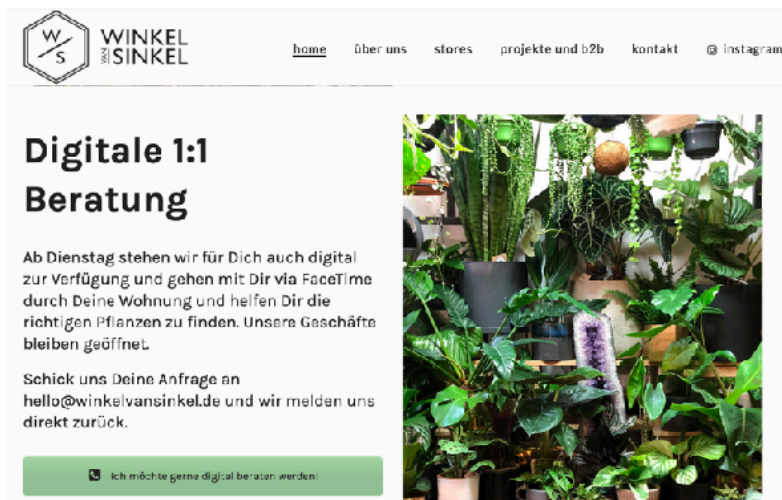 W
S
WINKEL
VAN SINKEL
home über uns stores projekte und b2b kontakt @ instagram
Digitale 1:1
Beratung
Ab Dienstag stehen wir für Dich auch digital
zur Verfügung und gehen mit Dir via FaceTime
durch Deine Wohnung und helfen Dir die
richtigen Pflanzen zu finden. Unsere Geschäfte
bleiben geöffnet.
Schick uns Deine Anfrage an
hello@winkelvansinkel.de und wir melden uns
direkt zurück.
Ich möchte gerne digital beraten werden!